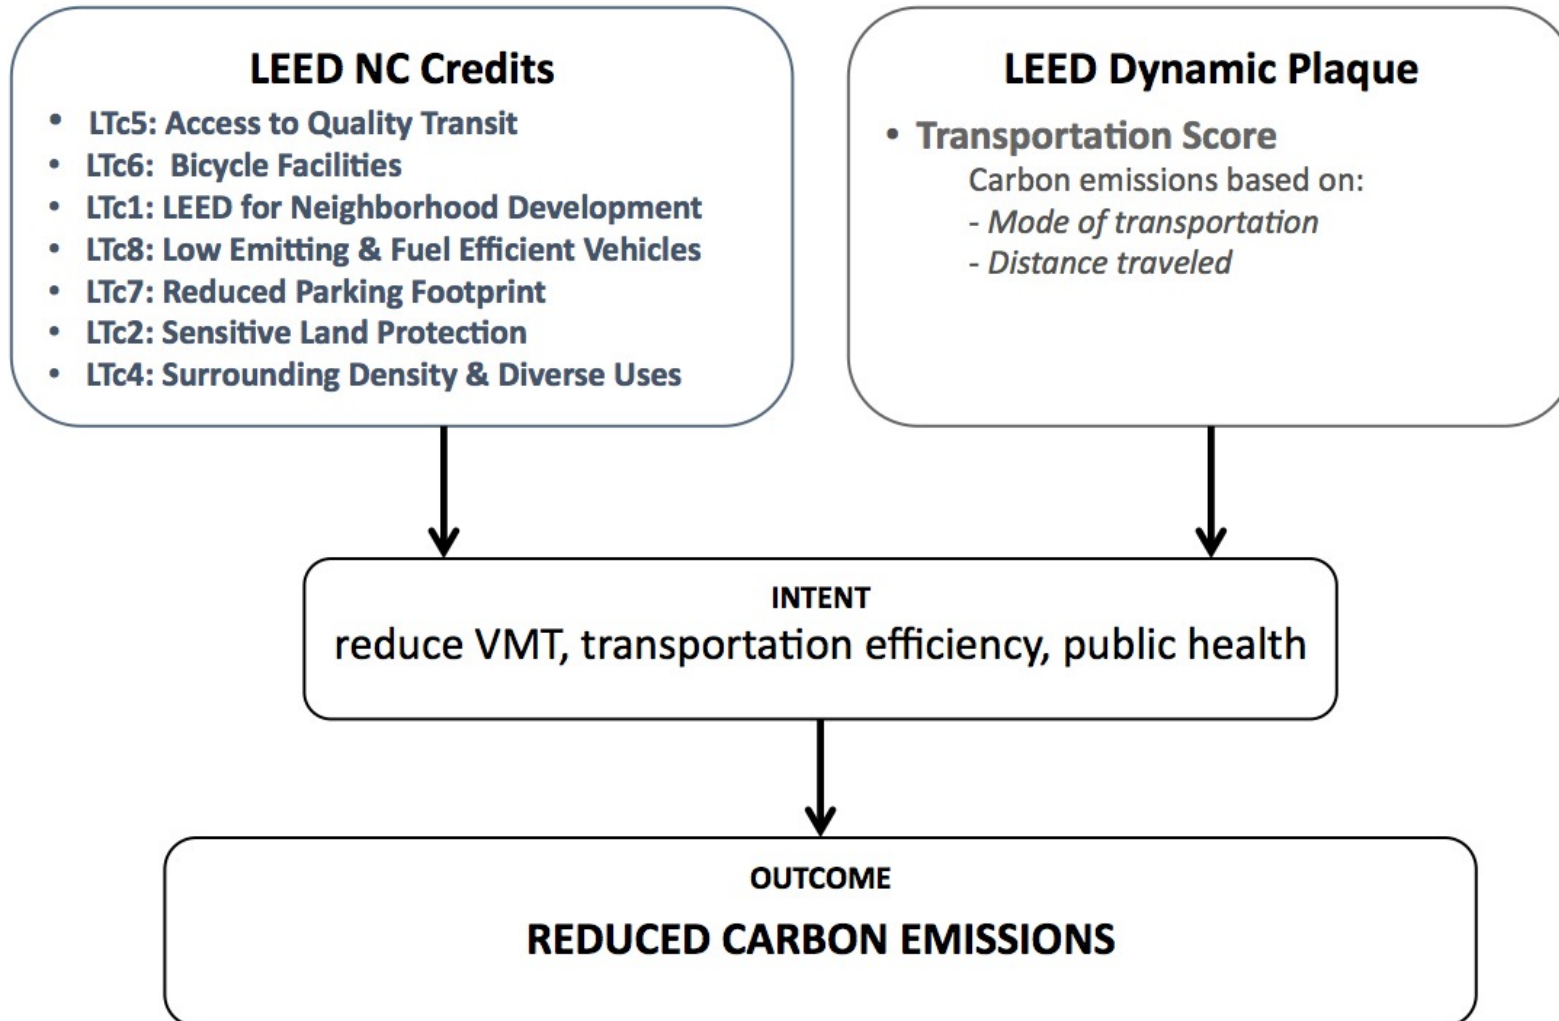 LEED NC Credits
• LTc5: Access to Quality Transit
• LTc6: Bicycle Facilities
• LTc1: LEED for Neighborhood Development
• LTc8: Low Emitting & Fuel Efficient Vehicles
• LTc7: Reduced Parking Footprint
• LTc2: Sensitive Land Protection
• LTc4: Surrounding Density & Diverse Uses
LEED Dynamic Plaque
• Transportation Score
Carbon emissions based on:
- Mode of transportation
- Distance traveled
INTENT
reduce VMT, transportation efficiency, public health
OUTCOME
REDUCED CARBON EMISSIONS